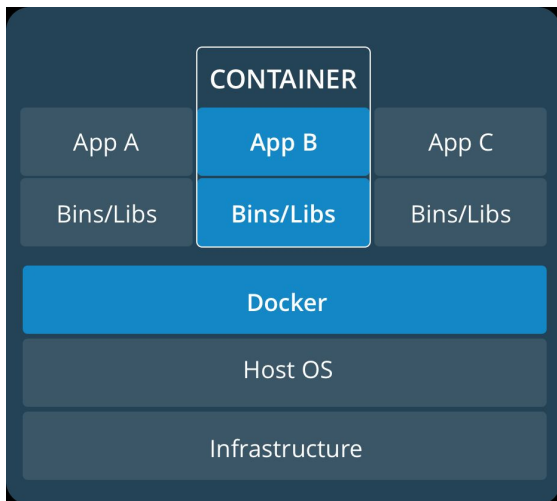 CONTAINER
App A
App B
App C
Bins/Libs
Bins/Libs
Bins/Libs
Docker
Host OS
Infrastructure